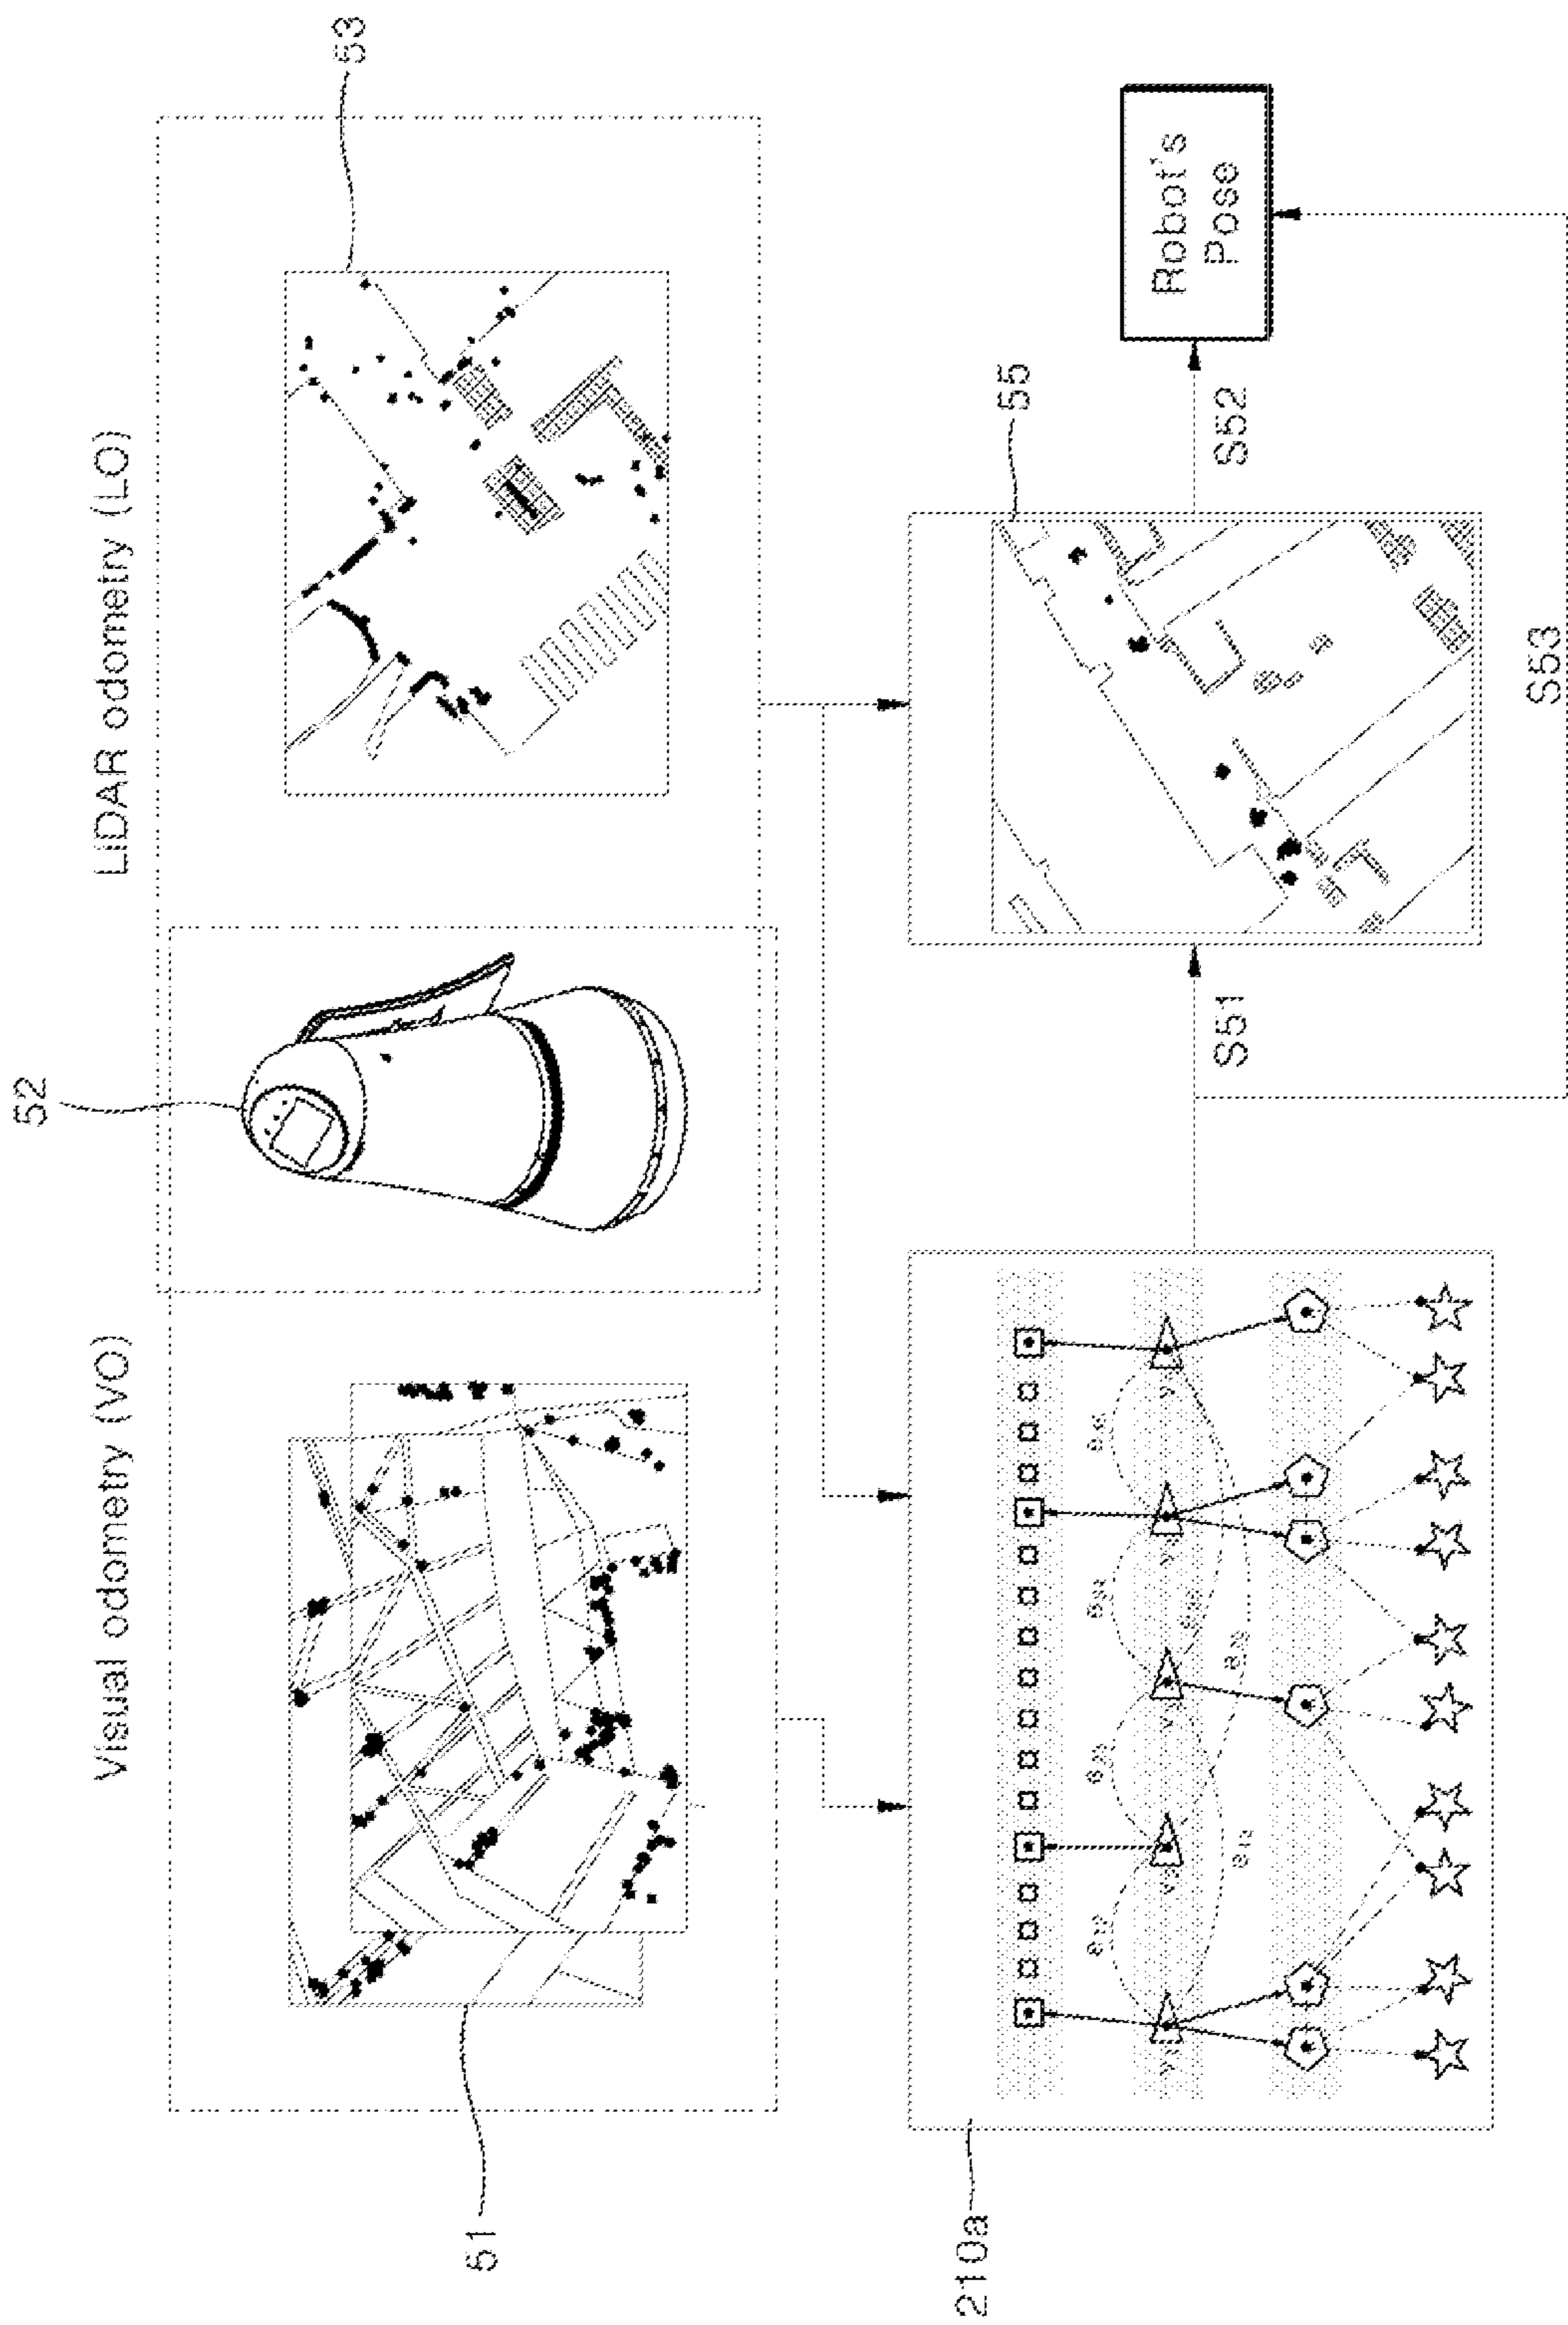 Visual odometry (VO)
LiDAR odometry (LO)
52
53
51
210a
S51
55
S52
Robot's
Pose
S53